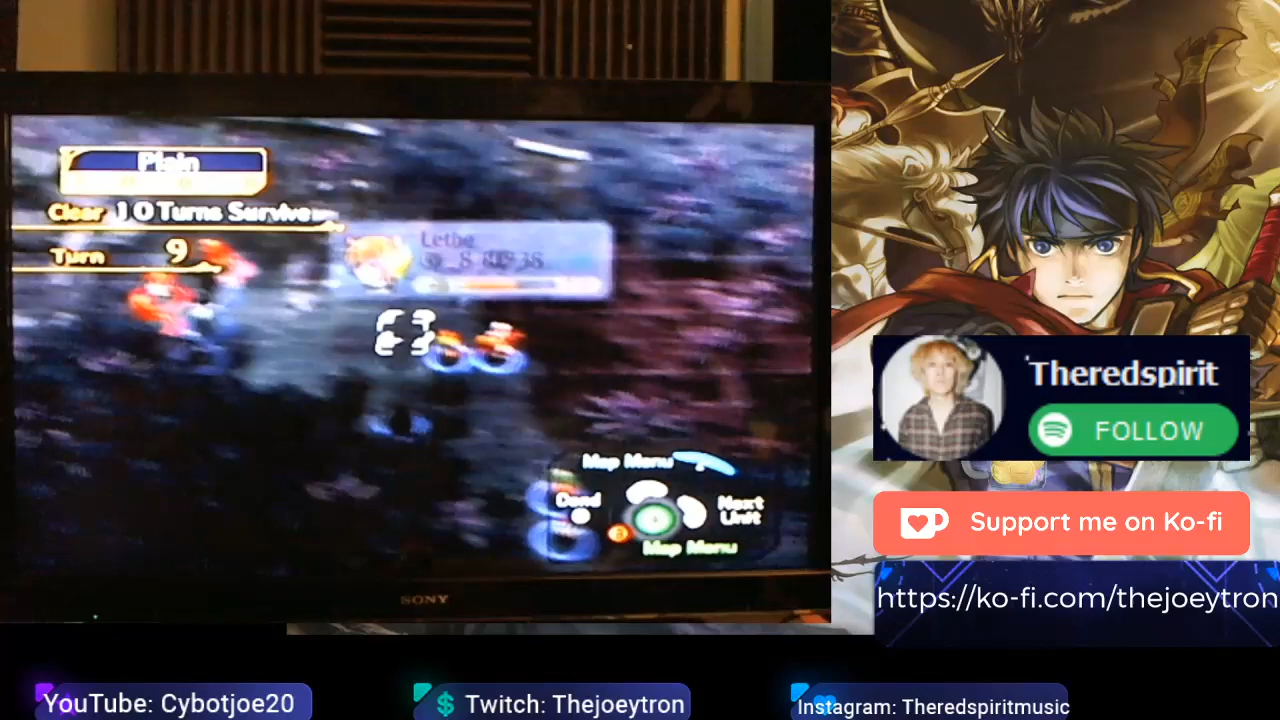 Plain
Clear 10 Turns Survive
Turn 9
Lethe
Map Menu
Next
Unit
Map Menu
SONY
Theredspirit
FOLLOW
Support me on Ko-fi
https://ko-fi.com/thejoeytron
YouTube: Cybotjoe20
$ Twitch: Thejoeytron
Instagram: Theredspiritmusic